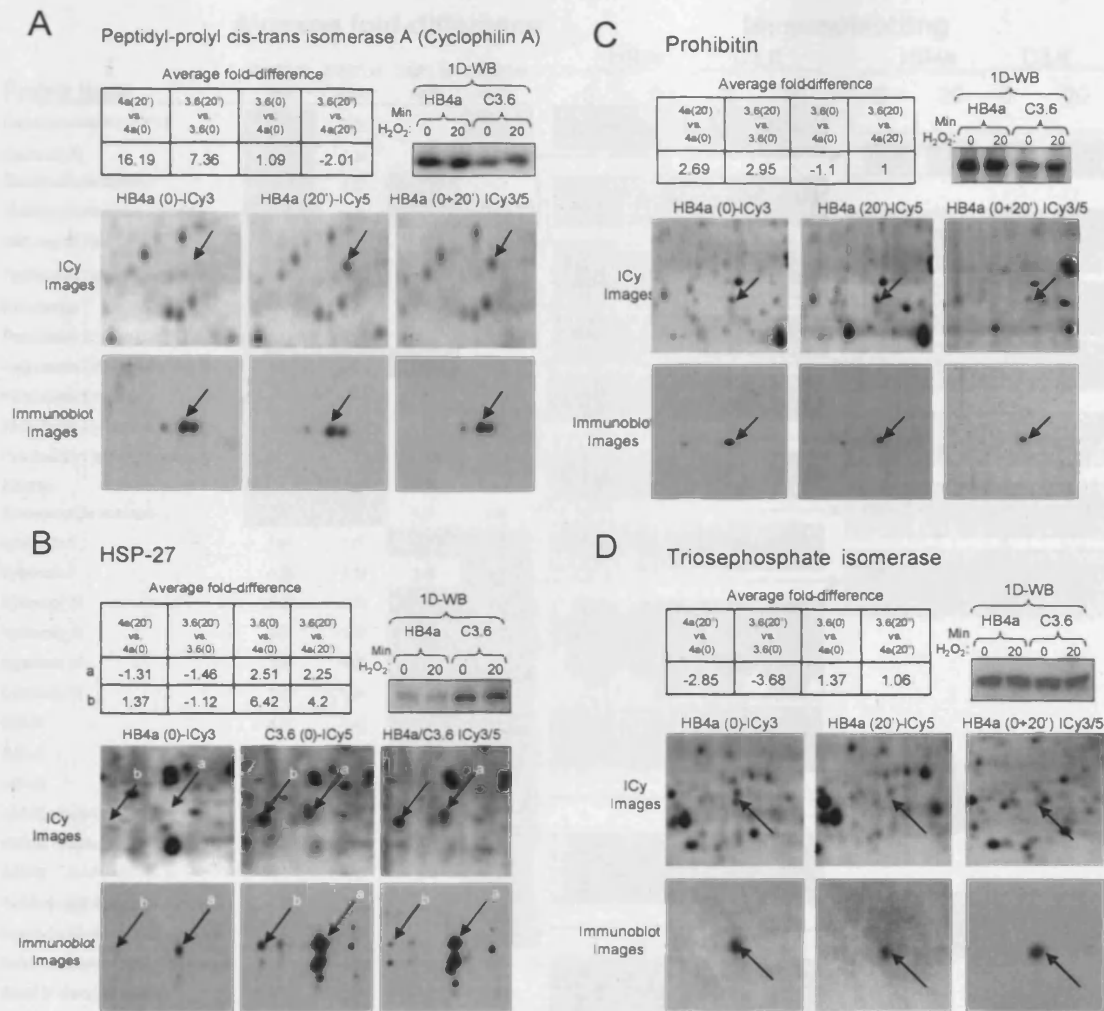 A
Peptidyl-prolyl cis-trans isomerase A (Cyclophilin A)
Average fold-difference
4a(20') vs. 4a(0)
3.6(20') vs. 3.6(0)
3.6(0) vs. 4a(0)
3.6(20') vs. 4a(20')
16.19 7.36 1.09 -2.01
1D-WB
HB4a C3.6
Min
H2O2: 0 20 0 20
HB4a (0)-ICy3 HB4a (20')-ICy5 HB4a (0+20') ICy3/5
ICy
Images
Immunoblot
Images
B
HSP-27
Average fold-difference
4a(20') vs. 4a(0)
3.6(20') vs. 3.6(0)
3.6(0) vs. 4a(0)
3.6(20') vs. 4a(20')
a -1.31 -1.46 2.51 2.25
b 1.37 -1.12 6.42 4.2
1D-WB
HB4a C3.6
Min
H2O2: 0 20 0 20
HB4a (0)-ICy3 C3.6 (0)-ICy5 HB4a/C3.6 ICy3/5
b a b a b a
ICy
Images
b a b a b a
Immunoblot
Images
C
Prohibitin
Average fold-difference
4a(20') vs. 4a(0)
3.6(20') vs. 3.6(0)
3.6(0) vs. 4a(0)
3.6(20') vs. 4a(20')
2.69 2.95 -1.1 1
1D-WB
HB4a C3.6
Min
H2O2: 0 20 0 20
HB4a (0)-ICy3 HB4a (20')-ICy5 HB4a (0+20') ICy3/5
ICy
Images
Immunoblot
Images
D
Triosephosphate isomerase
Average fold-difference
4a(20') vs. 4a(0)
3.6(20') vs. 3.6(0)
3.6(0) vs. 4a(0)
3.6(20') vs. 4a(20')
-2.85 -3.68 1.37 1.06
1D-WB
HB4a C3.6
Min
H2O2: 0 20 0 20
HB4a (0)-ICy3 HB4a (20')-ICy5 HB4a (0+20') ICy3/5
ICy
Images
Immunoblot
Images